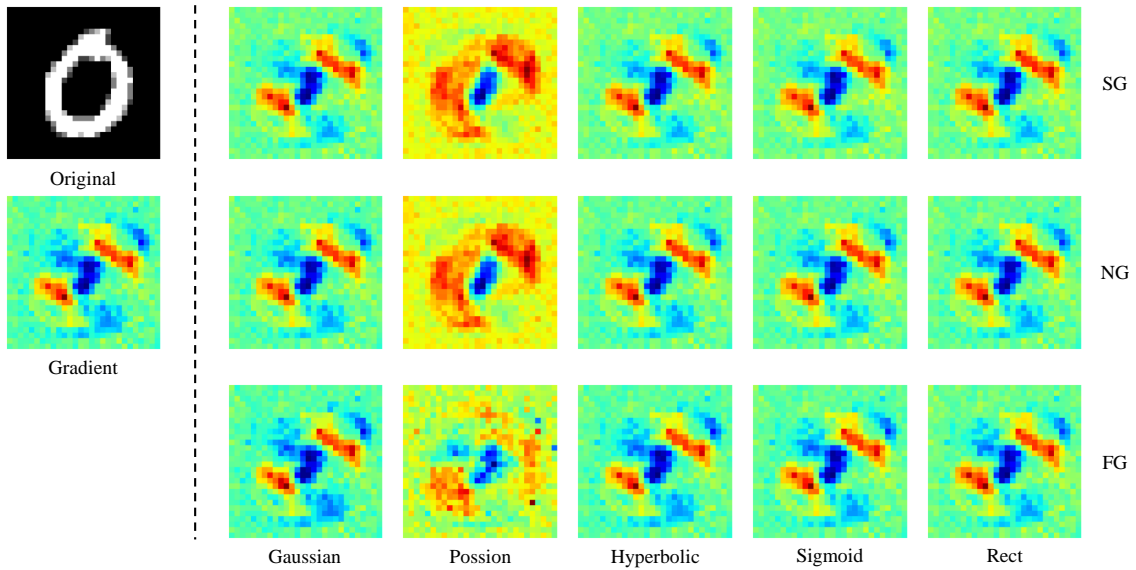 Original
Gradient
SG
NG
FG
Gaussian
Possion
Hyperbolic
Sigmoid
Rect